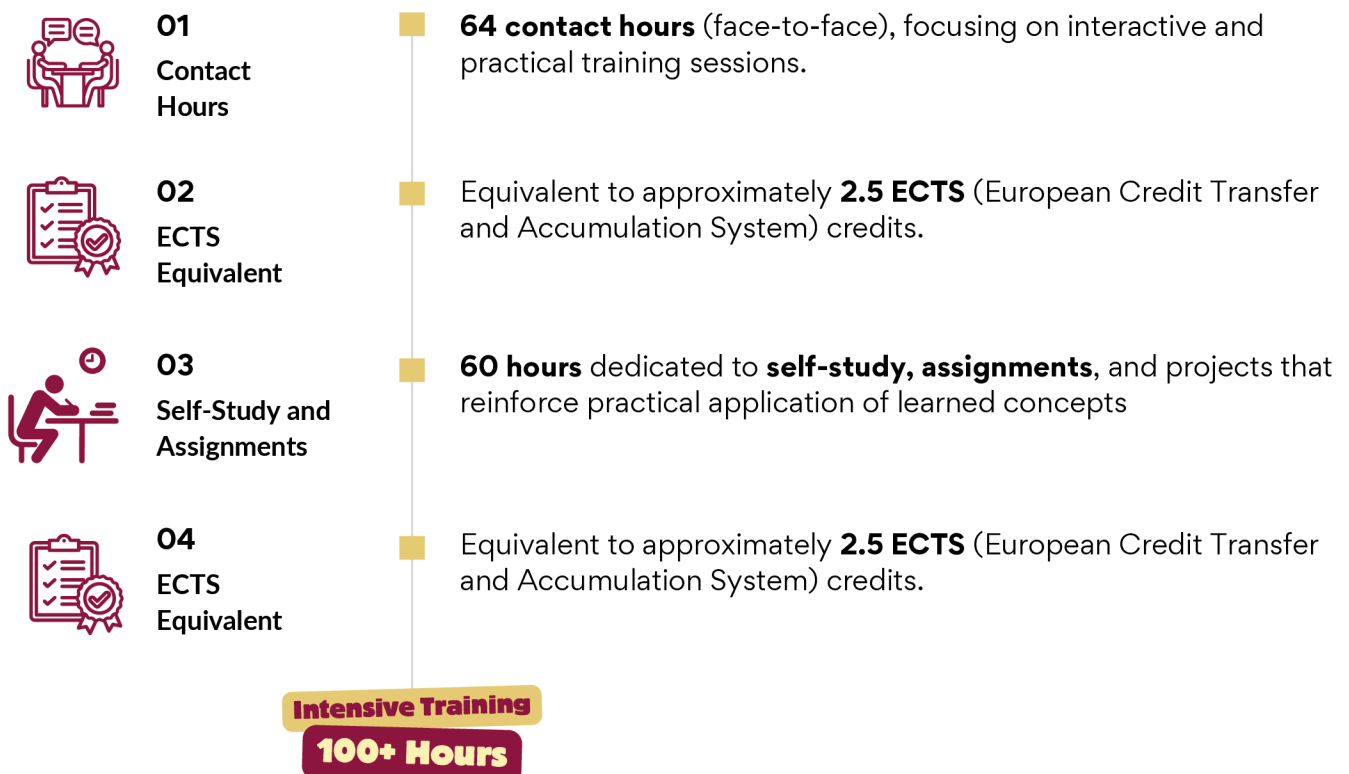 01
Contact
Hours
64 contact hours (face-to-face), focusing on interactive and
practical training sessions.
02
ECTS
Equivalent
Equivalent to approximately 2.5 ECTS (European Credit Transfer
and Accumulation System) credits.
03
Self-Study and
Assignments
60 hours dedicated to self-study, assignments, and projects that
reinforce practical application of learned concepts
04
ECTS
Equivalent
Equivalent to approximately 2.5 ECTS (European Credit Transfer
and Accumulation System) credits.
Intensive Training
100+ Hours